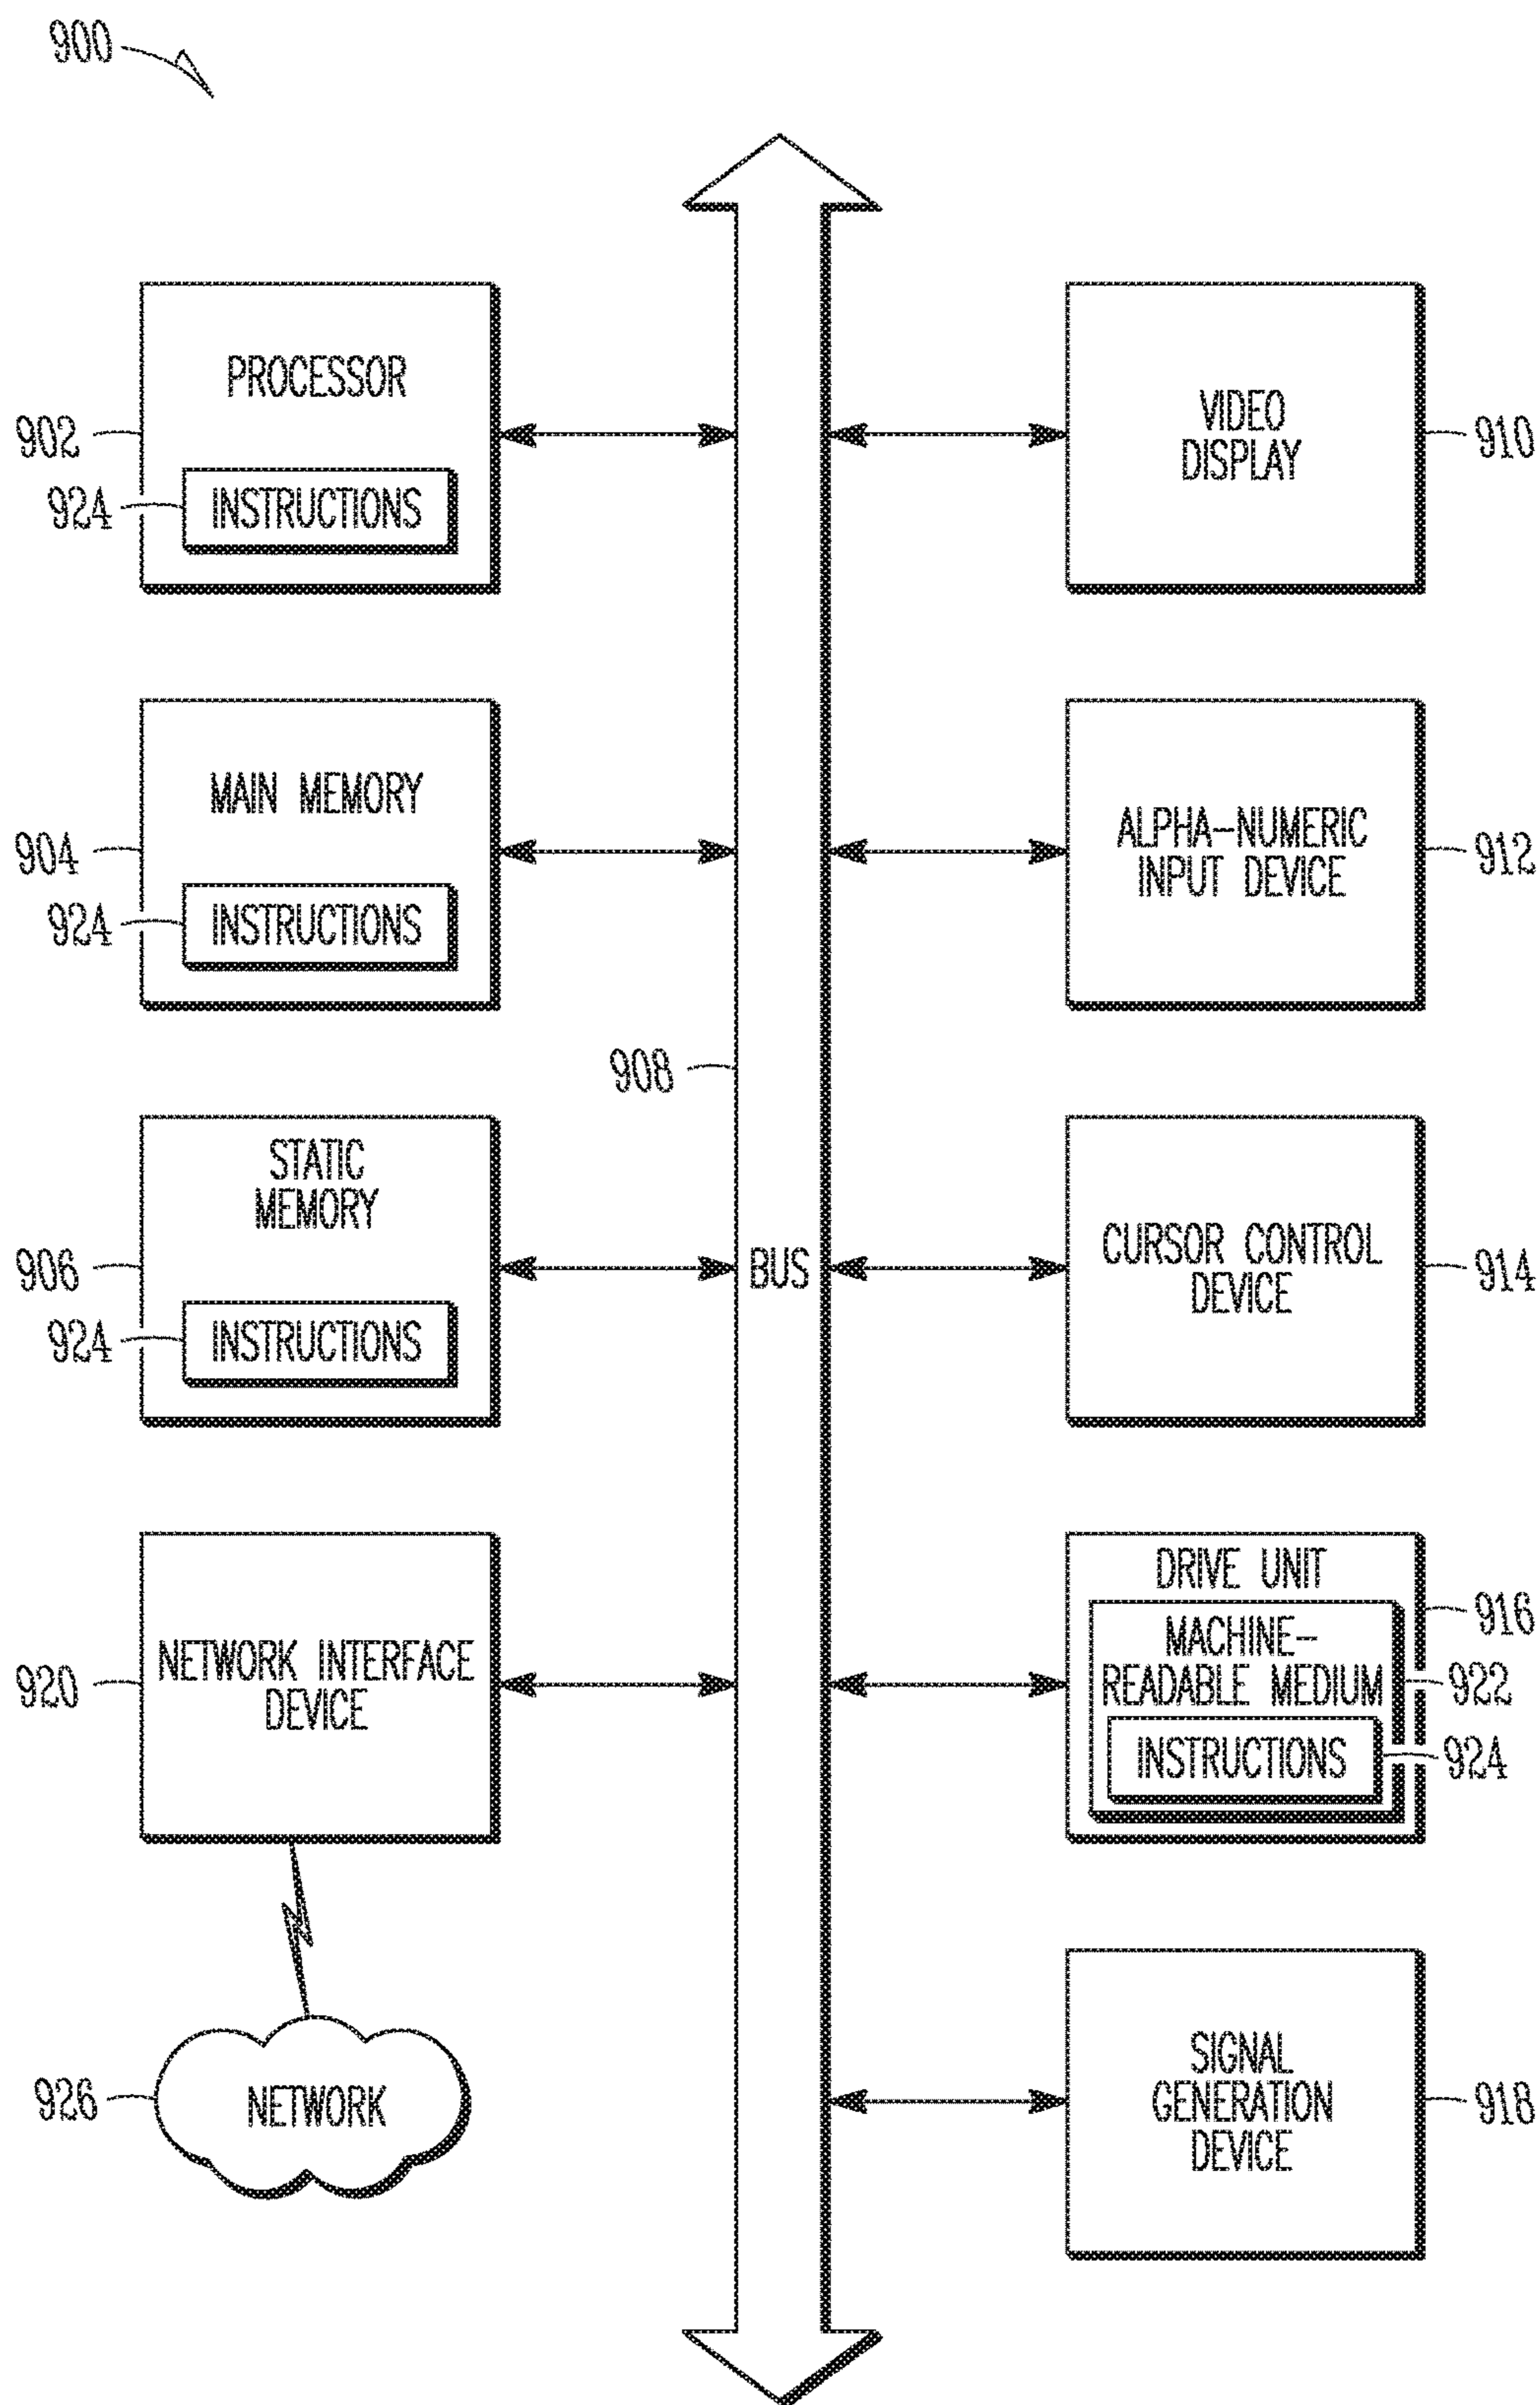 900
PROCESSOR
902
924
INSTRUCTIONS
VIDEO
DISPLAY
910
MAIN MEMORY
904
924
INSTRUCTIONS
ALPHA-NUMERIC
INPUT DEVICE
912
908
STATIC
MEMORY
906
924
INSTRUCTIONS
BUS
CURSOR CONTROL
DEVICE
914
NETWORK INTERFACE
DEVICE
920
DRIVE UNIT
916
MACHINE-
READABLE MEDIUM
922
INSTRUCTIONS
924
926
NETWORK
SIGNAL
GENERATION
DEVICE
918